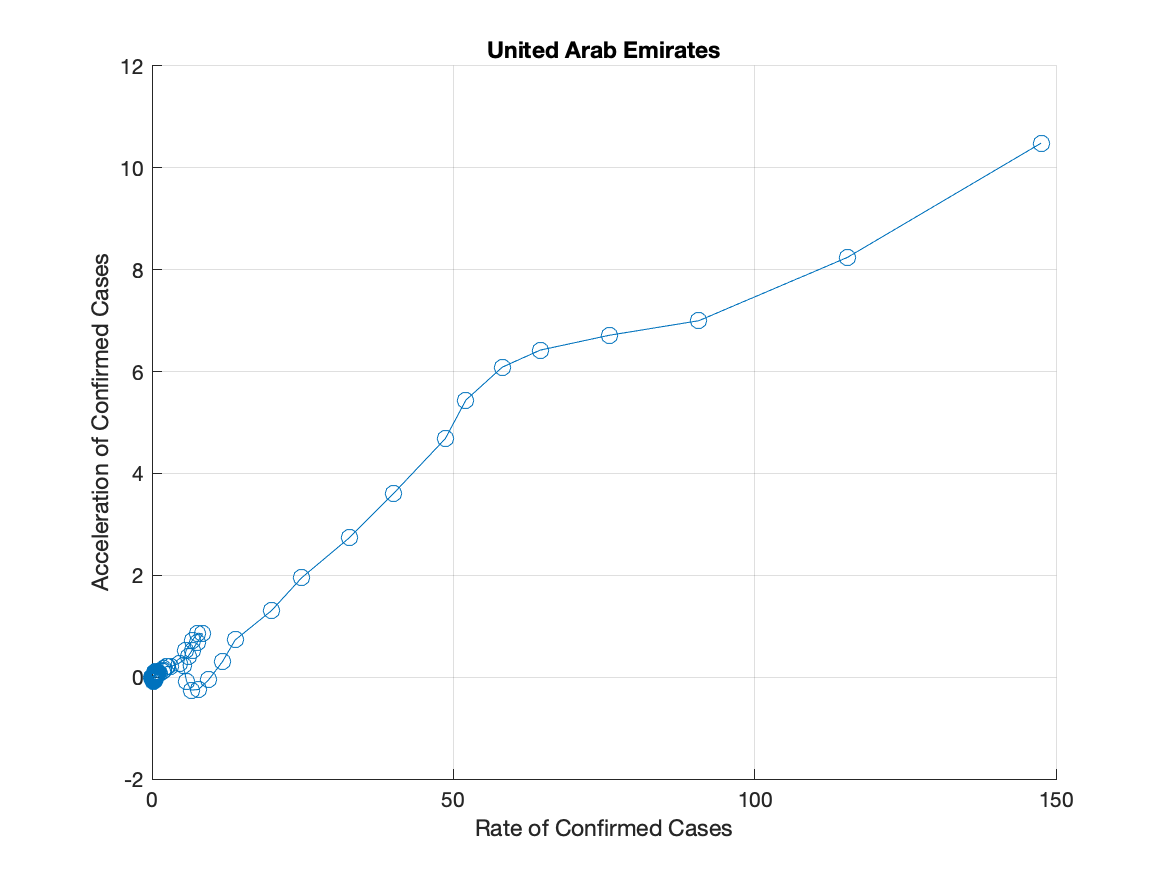 United Arab Emirates
12
10
8
6
4
2
0
-2
Acceleration of Confirmed Cases
0 50 100 150
Rate of Confirmed Cases